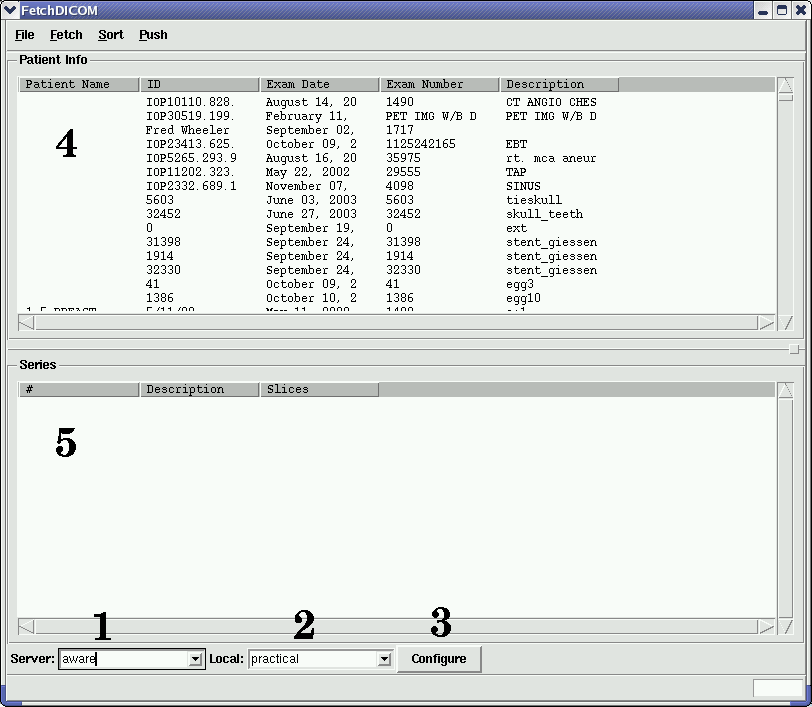 FetchDICOM
File Fetch Sort Push
Patient Info
Patient Name ID Exam Date Exam Number Description
IOP10110.828. August 14, 20 1490 CT ANGIO CHES
IOP30519.199. February 11, PET IMG W/B D PET IMG W/B D
Fred Wheeler September 02, 1717
IOP23413.625. October 09, 2 1125242165 EBT
IOP5265.293.9 August 16, 20 35975 rt. mca aneur
IOP11202.323. May 22, 2002 29555 TAP
IOP2332.689.1 November 07, 4098 SINUS
5603 June 03, 2003 5603 tieskull
32452 June 27, 2003 32452 skull_teeth
0 September 19, 0 ext
31398 September 24, 31398 stent_giessen
1914 September 24, 1914 stent_giessen
32330 September 24, 32330 stent_giessen
41 October 09, 2 41 egg3
1386 October 10, 2 1386 egg10
4
Series
# Description Slices
5
1 2 3
Server: aware Local: practical Configure